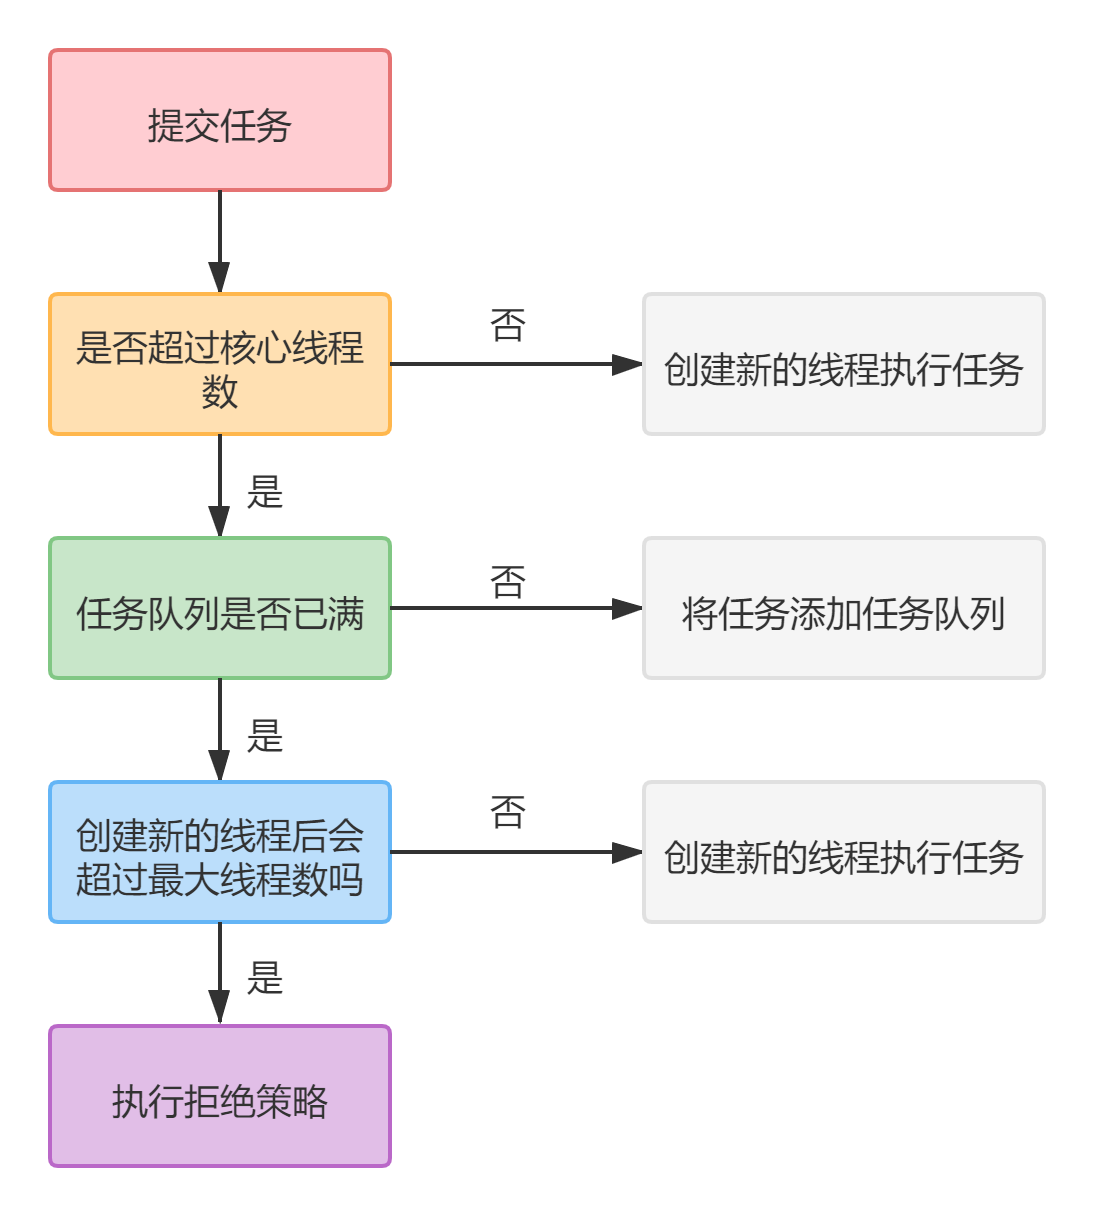 提交任务
是否超过核心线程
数
否
创建新的线程执行任务
是
任务队列是否已满
否
将任务添加任务队列
是
创建新的线程后会
超过最大线程数吗
否
创建新的线程执行任务
是
执行拒绝策略